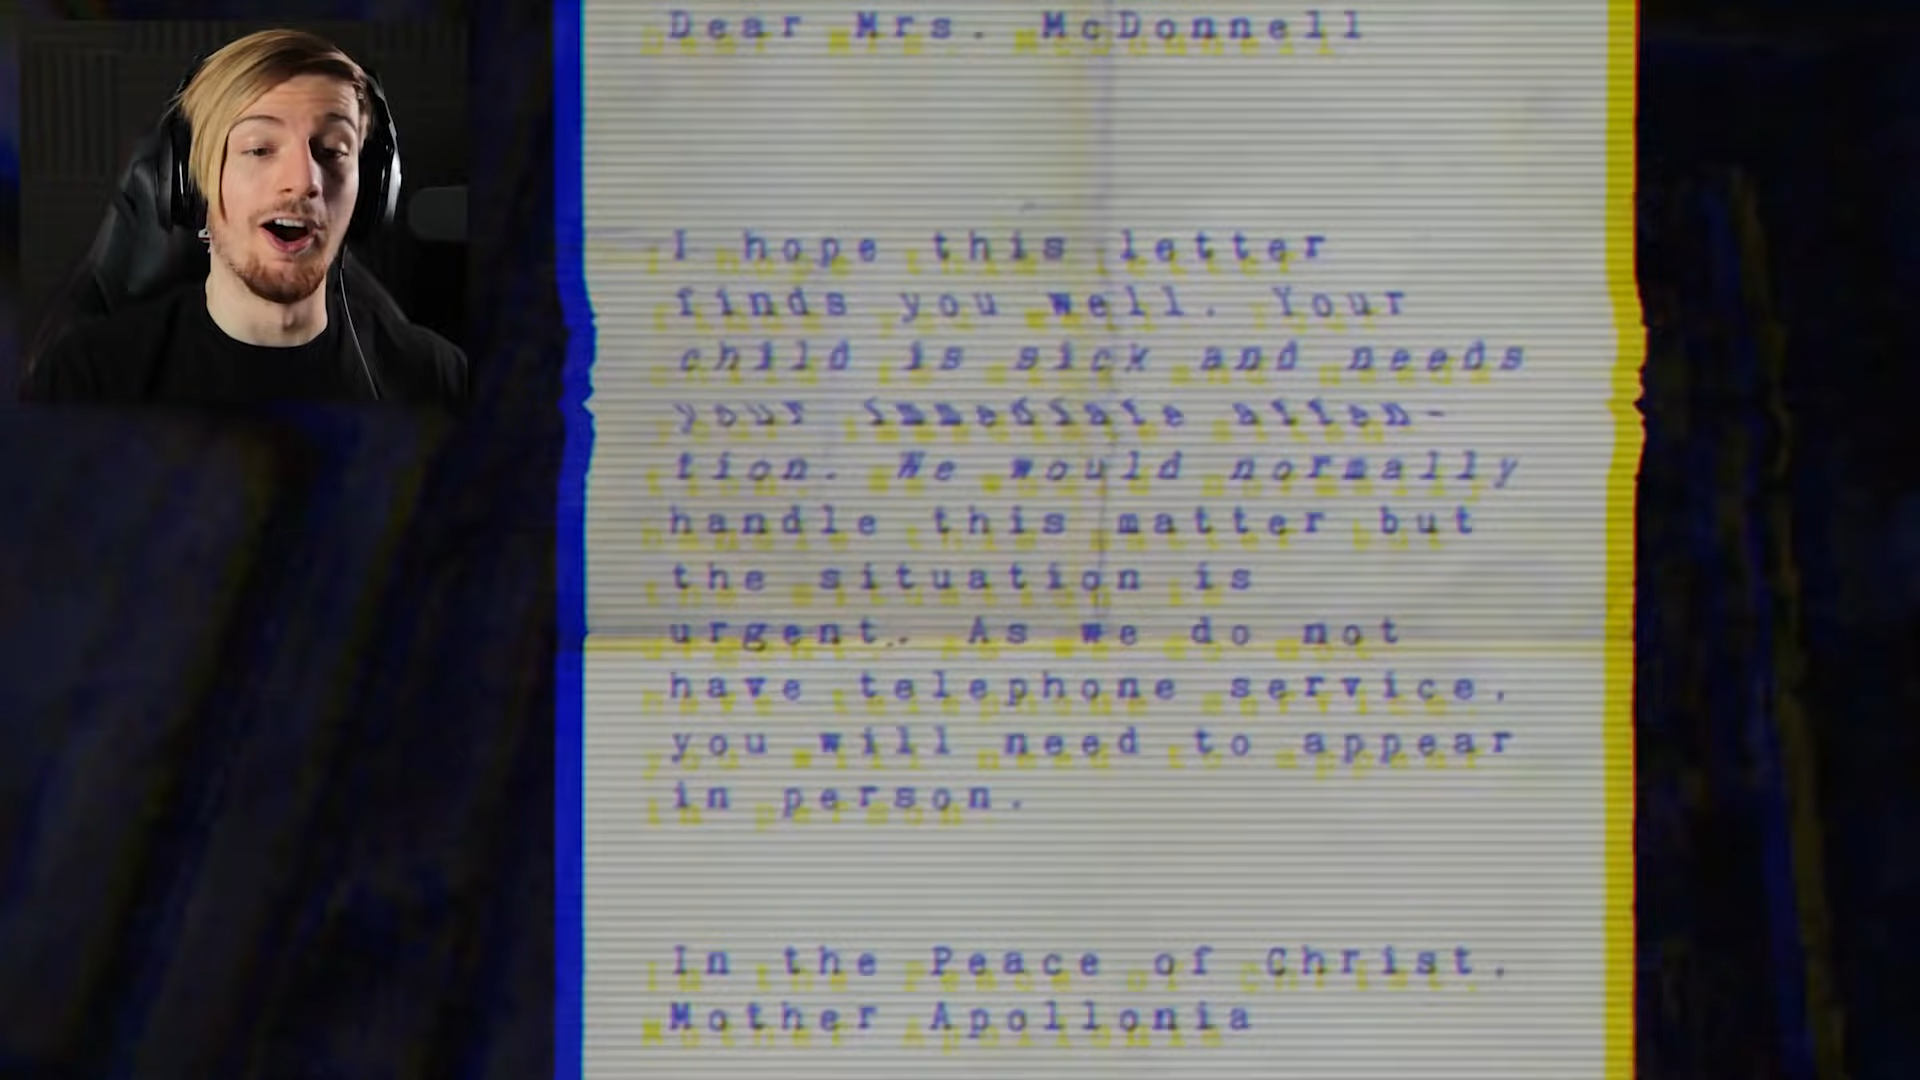 Dear Mrs. McDonnell
I hope this letter
finds you well. Your
child is sick and needs
your immediate atten-
tion. We would normally
handle this matter but
the situation is
urgent. As we do not
have telephone service,
you will need to appear
in person.
In the Peace of Christ,
Mother Apollonia